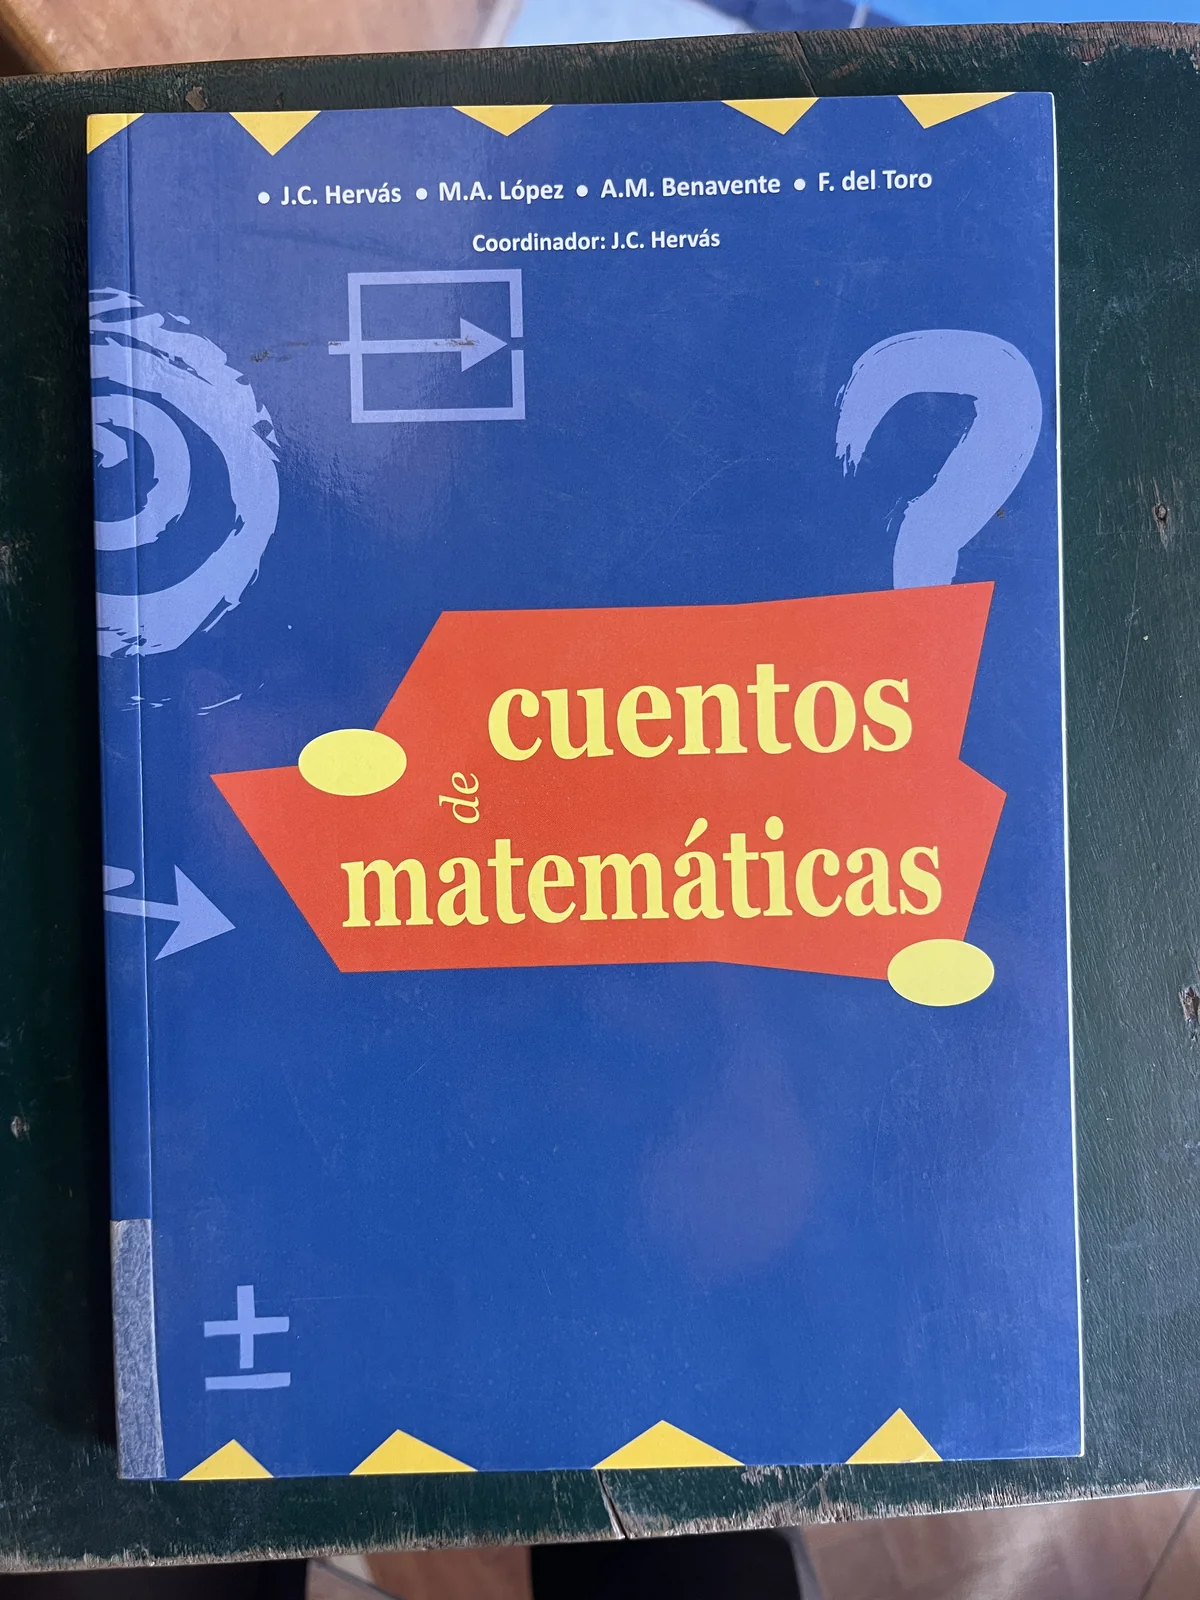 • J.C. Hervás • M.A. López • A.M. Benavente • F. del Toro
Coordinador: J.C. Hervás
cuentos
de
matemáticas